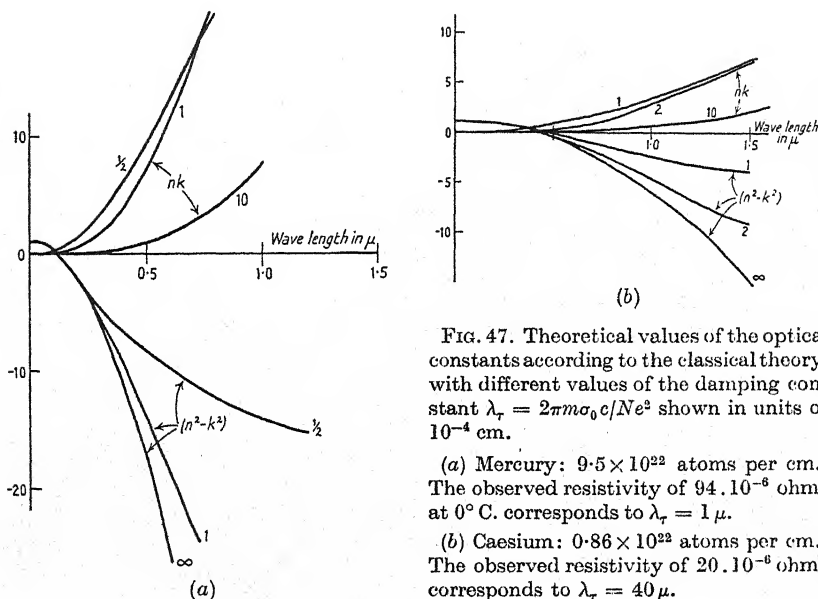 10
0
-10
-20
½
1
nk
10
Wave length in μ
0·5
1·0
1·5
(n²-k²)
½
1
∞
(a)
10
5
0
-5
-10
1
2
nk
10
Wave length
in μ
1·0
1·5
1
(n²-k²)
2
∞
(b)
FIG. 47. Theoretical values of the optical
constants according to the classical theory
with different values of the damping con
stant λ_τ = 2πmσ₀c/Ne² shown in units o
10⁻⁴ cm.
(a) Mercury: 9·5×10²² atoms per cm.
The observed resistivity of 94.10⁻⁶ ohm
at 0° C. corresponds to λ_τ = 1 μ.
(b) Caesium: 0·86×10²² atoms per cm.
The observed resistivity of 20.10⁻⁶ ohm
corresponds to λ_τ = 40 μ.